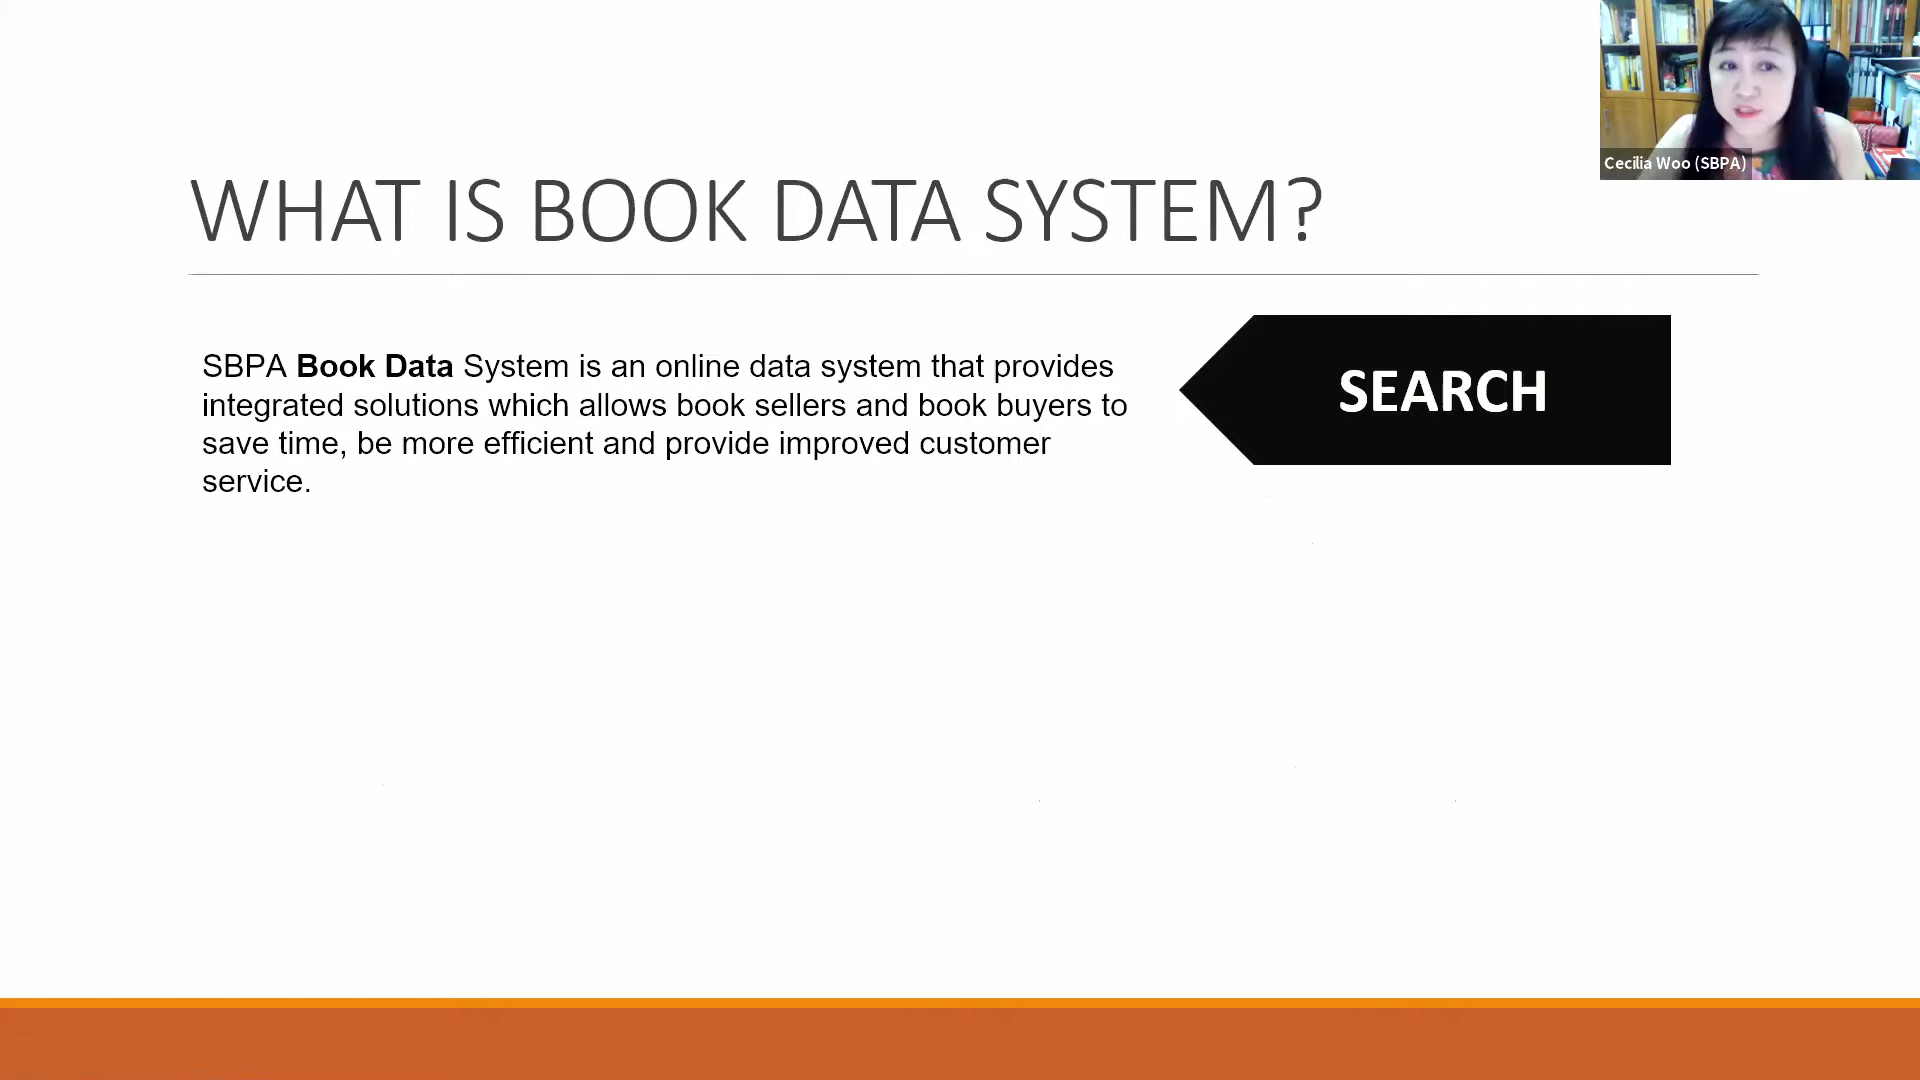 Cecilia Woo (SBPA)
WHAT IS BOOK DATA SYSTEM?
SBPA Book Data System is an online data system that provides
integrated solutions which allows book sellers and book buyers to
save time, be more efficient and provide improved customer
service.
SEARCH